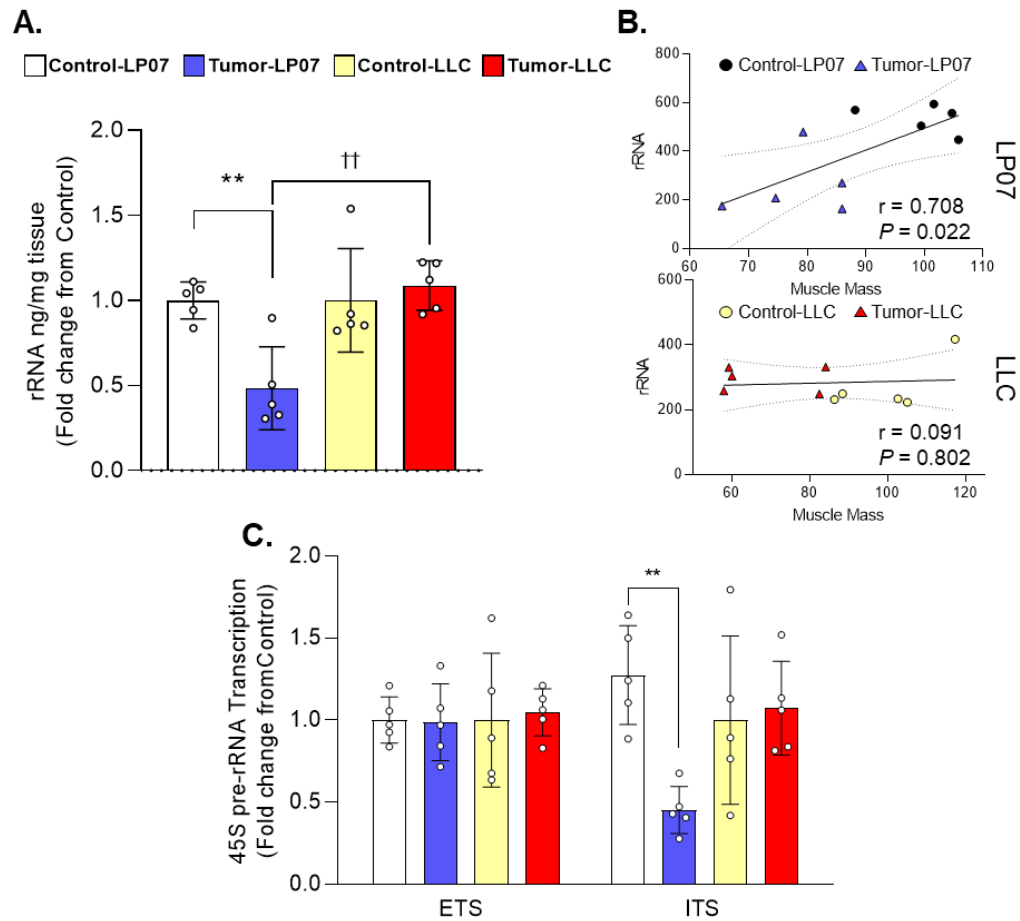 A.
Control-LP07 Tumor-LP07 Control-LLC Tumor-LLC
rRNA ng/mg tissue
(Fold change from Control)
2.0
1.5
1.0
0.5
0.0
**
††
B.
Control-LP07 Tumor-LP07
rRNA
800
600
400
200
0
60 70 80 90 100 110
Muscle Mass
r = 0.708
P = 0.022
LP07
Control-LLC Tumor-LLC
rRNA
600
400
200
0
60 80 100 120
Muscle Mass
r = 0.091
P = 0.802
LLC
C.
45S pre-rRNA Transcription
(Fold change fromControl)
2.0
1.5
1.0
0.5
0.0
**
ETS ITS